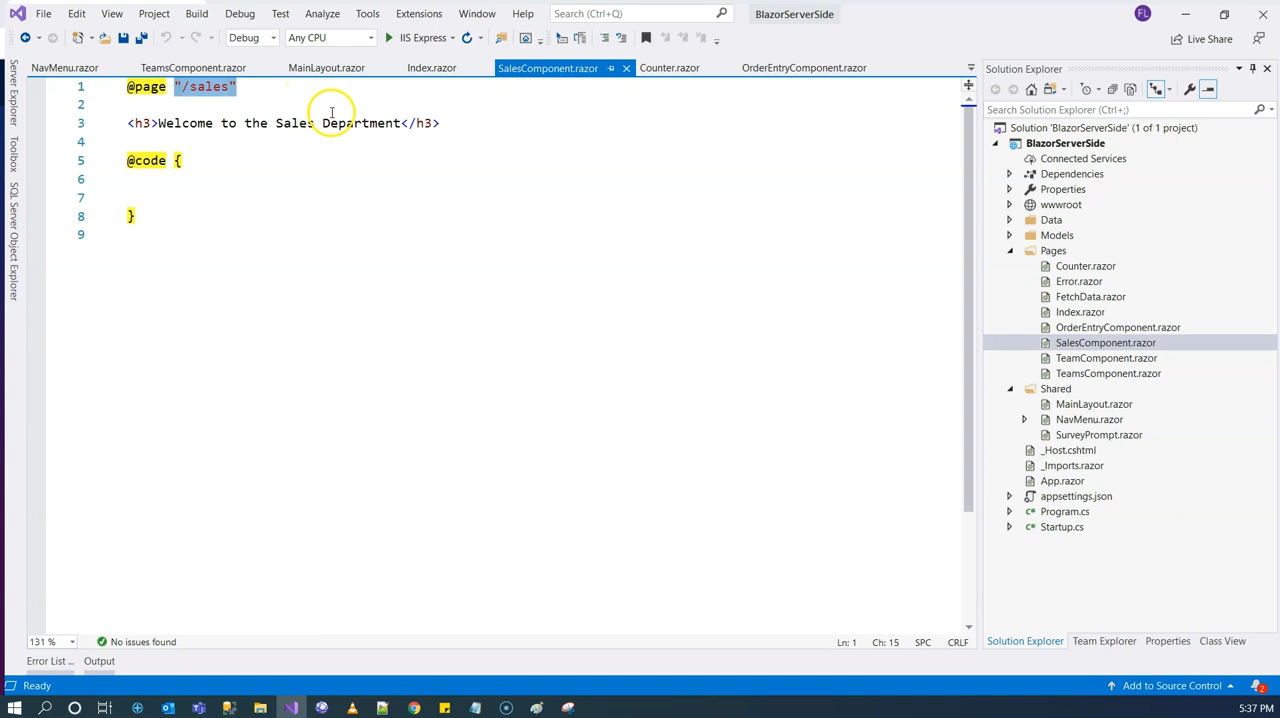 File Edit View Project Build Debug Test Analyze Tools Extensions Window Help Search (Ctrl+Q) BlazorServerSide FL
Debug Any CPU IIS Express Live Share
NavMenu.razor TeamsComponent.razor MainLayout.razor Index.razor SalesComponent.razor Counter.razor OrderEntryComponent.razor
1 @page "/sales"
2
3 <h3>Welcome to the Sales Department</h3>
4
5 @code {
6
7
8 }
9
Server Explorer
Toolbox
SQL Server Object Explorer
Solution Explorer
Search Solution Explorer (Ctrl+;)
Solution 'BlazorServerSide' (1 of 1 project)
BlazorServerSide
Connected Services
Dependencies
Properties
wwwroot
Data
Models
Pages
Counter.razor
Error.razor
FetchData.razor
Index.razor
OrderEntryComponent.razor
SalesComponent.razor
TeamComponent.razor
TeamsComponent.razor
Shared
MainLayout.razor
NavMenu.razor
SurveyPrompt.razor
_Host.cshtml
_Imports.razor
App.razor
appsettings.json
Program.cs
Startup.cs
131 % No issues found Ln: 1 Ch: 15 SPC CRLF
Solution Explorer Team Explorer Properties Class View
Error List ... Output
Ready Add to Source Control 2
5:37 PM